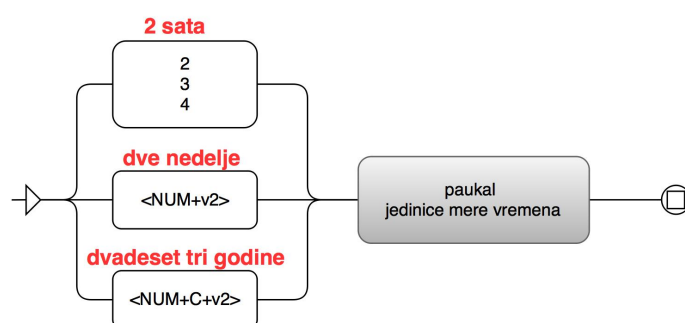 2 sata
2
3
4
dve nedelje
<NUM+v2>
dvadeset tri godine
<NUM+C+v2>
paukal
jedinice mere vremena